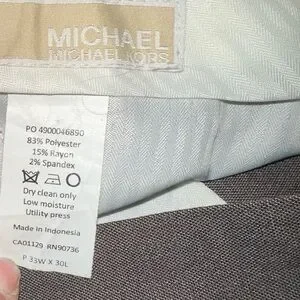 MICHAEL
MICHAEL KORS
PO 4900046890
83% Polyester
15% Rayon
2% Spandex
Dry clean only
Low moisture
Utility press
Made in Indonesia
CA01129 RN90736
P 33W X 30L